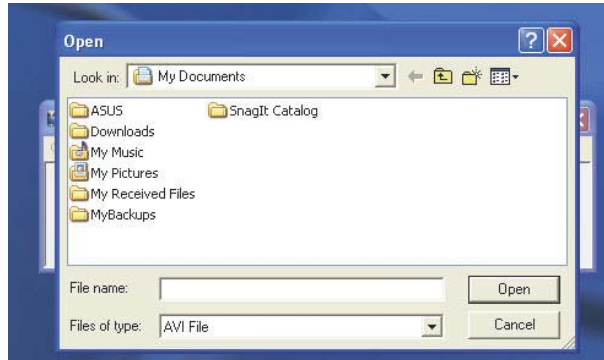 Open
Look in: My Documents
ASUS
Downloads
My Music
My Pictures
My Received Files
MyBackups
SnagIt Catalog
File name:
Open
Files of type: AVI File
Cancel